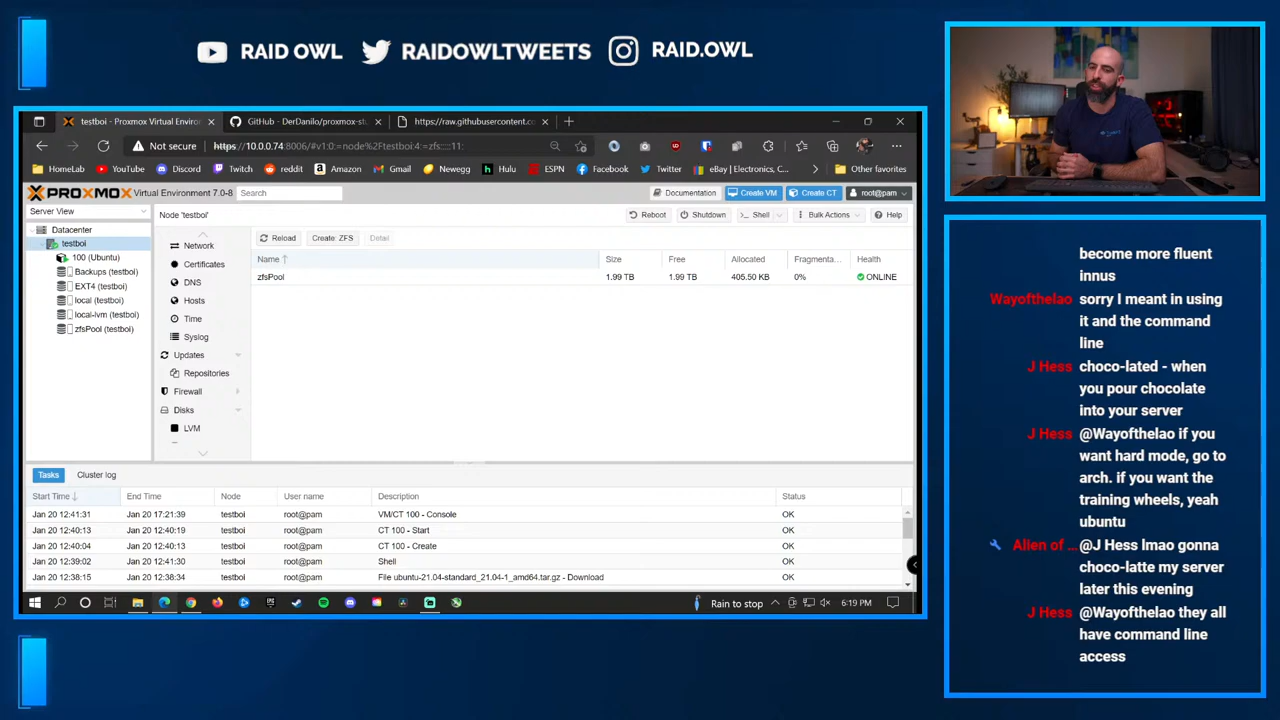 RAID OWL
RAIDOWLTWEETS
RAID.OWL
testboi - Proxmox Virtual Environ
GitHub - DerDanilo/proxmox-stu
https://raw.githubusercontent.co
Not secure
https://10.0.0.74:8006/#v1:0:=node%2Ftestboi:4:=zfs:::::11:
HomeLab
YouTube
Discord
Twitch
reddit
Amazon
Gmail
Newegg
Hulu
ESPN
Facebook
Twitter
eBay | Electronics,...
Other favorites
PROXMOX Virtual Environment 7.0-8
Search
Documentation
Create VM
Create CT
root@pam
Server View
Node 'testboi'
Reboot
Shutdown
Shell
Bulk Actions
Help
Datacenter
testboi
100 (Ubuntu)
Backups (testboi)
EXT4 (testboi)
local (testboi)
local-lvm (testboi)
zfsPool (testboi)
Network
Certificates
DNS
Hosts
Time
Syslog
Updates
Repositories
Firewall
Disks
LVM
Reload
Create: ZFS
Detail
Name Size Free Allocated Fragmenta... Health
zfsPool 1.99 TB 1.99 TB 405.50 KB 0% ONLINE
Tasks
Cluster log
Start Time End Time Node User name Description Status
Jan 20 12:41:31 Jan 20 17:21:39 testboi root@pam VM/CT 100 - Console OK
Jan 20 12:40:13 Jan 20 12:40:19 testboi root@pam CT 100 - Start OK
Jan 20 12:40:04 Jan 20 12:40:13 testboi root@pam CT 100 - Create OK
Jan 20 12:39:02 Jan 20 12:41:30 testboi root@pam Shell OK
Jan 20 12:38:15 Jan 20 12:38:34 testboi root@pam File ubuntu-21.04-standard_21.04-1_amd64.tar.gz - Download OK
Rain to stop
6:19 PM
become more fluent
innus
Wayofthelao sorry I meant in using
it and the command
line
J Hess choco-lated - when
you pour chocolate
into your server
J Hess @Wayofthelao if you
want hard mode, go to
arch. if you want the
training wheels, yeah
ubuntu
Alien of ... @J Hess lmao gonna
choco-latte my server
later this evening
J Hess @Wayofthelao they all
have command line
access